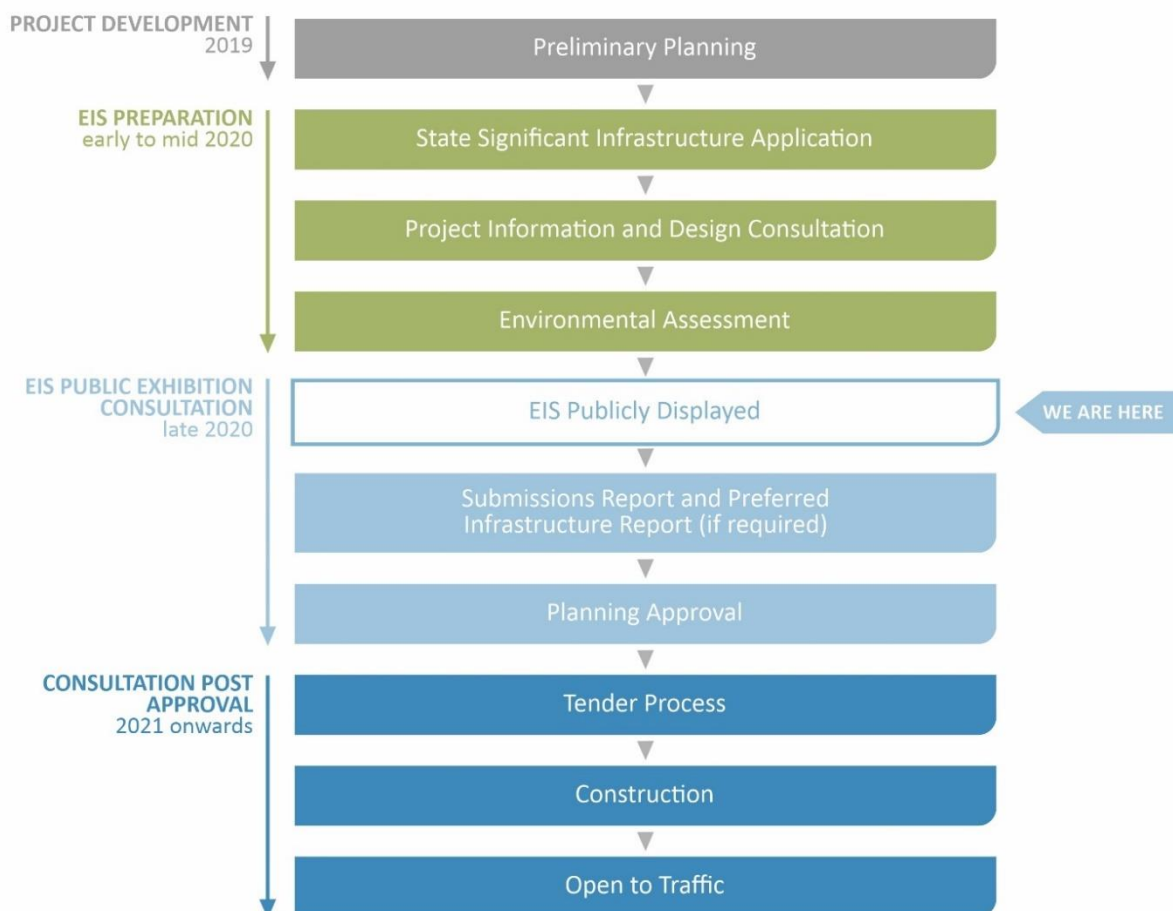 PROJECT DEVELOPMENT
2019
Preliminary Planning
EIS PREPARATION
early to mid 2020
State Significant Infrastructure Application
Project Information and Design Consultation
Environmental Assessment
EIS PUBLIC EXHIBITION
CONSULTATION
late 2020
EIS Publicly Displayed
WE ARE HERE
Submissions Report and Preferred
Infrastructure Report (if required)
Planning Approval
CONSULTATION POST
APPROVAL
2021 onwards
Tender Process
Construction
Open to Traffic